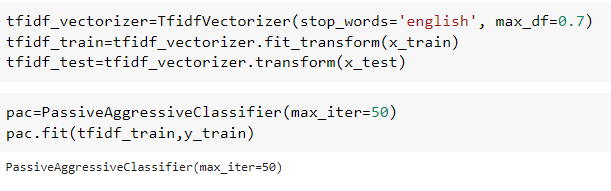 tfidf_vectorizer=TfidfVectorizer(stop_words='english', max_df=0.7)
tfidf_train=tfidf_vectorizer.fit_transform(x_train)
tfidf_test=tfidf_vectorizer.transform(x_test)
pac=PassiveAggressiveClassifier(max_iter=50)
pac.fit(tfidf_train,y_train)
PassiveAggressiveClassifier(max_iter=50)